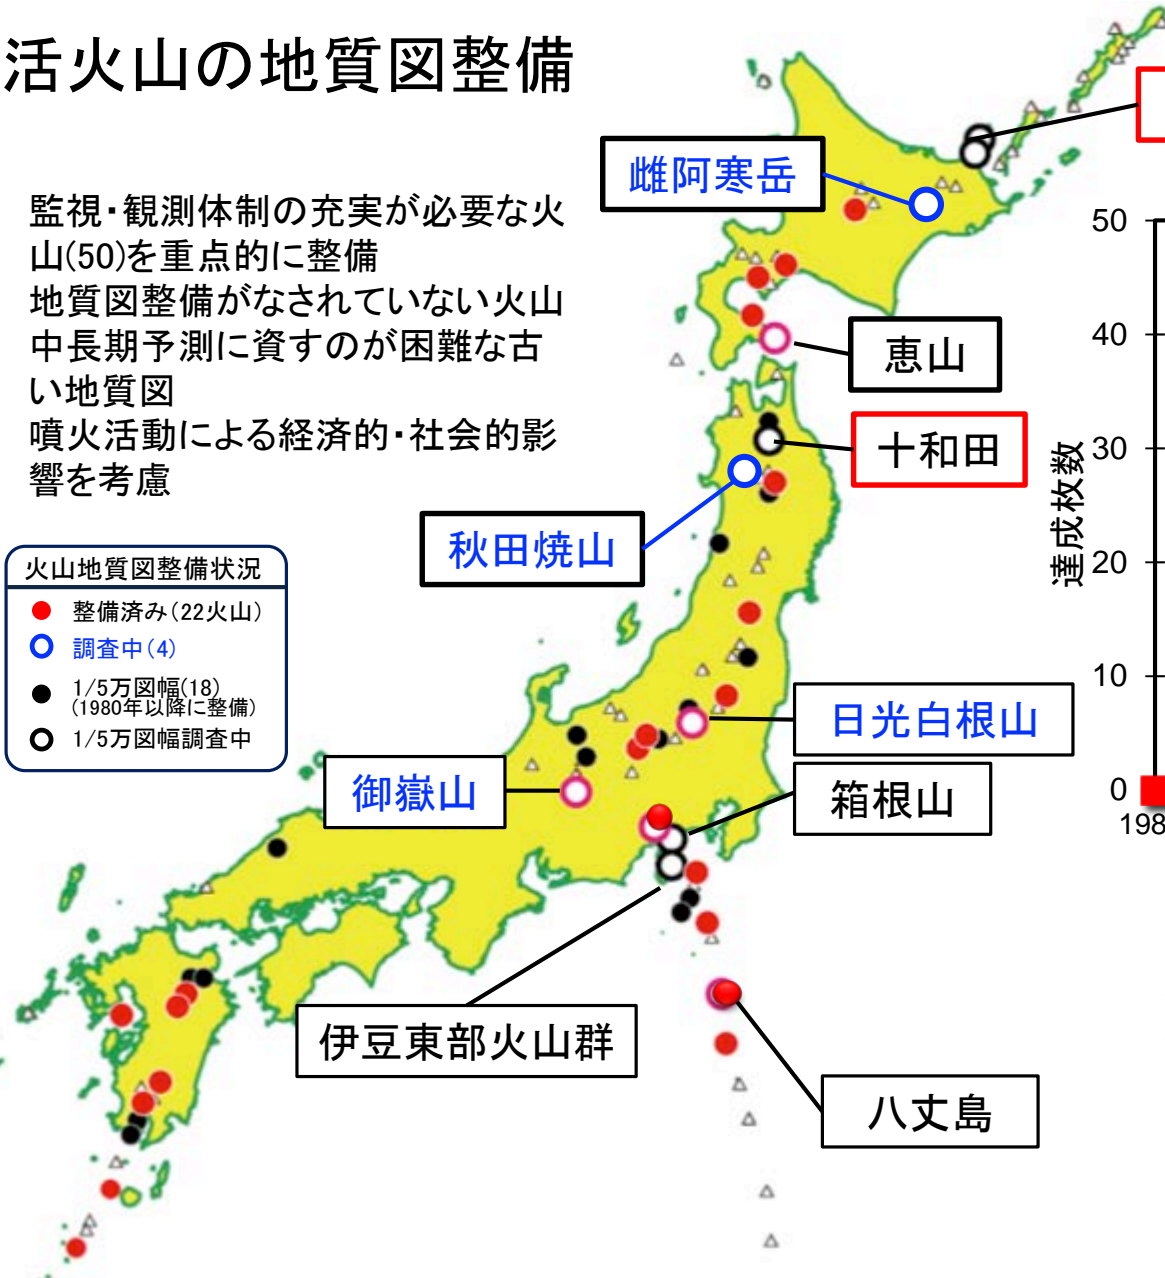 活火山の地質図整備
監視・観測体制の充実が必要な火
山(50)を重点的に整備
地質図整備がなされていない火山
中長期予測に資すのが困難な古
い地質図
噴火活動による経済的・社会的影
響を考慮
火山地質図整備状況
整備済み(22火山)
調査中(4)
1/5万図幅(18)
(1980年以降に整備)
1/5万図幅調査中
雌阿寒岳
恵山
十和田
秋田焼山
日光白根山
御嶽山
箱根山
伊豆東部火山群
八丈島
達成枚数
50
40
30
20
10
0
198